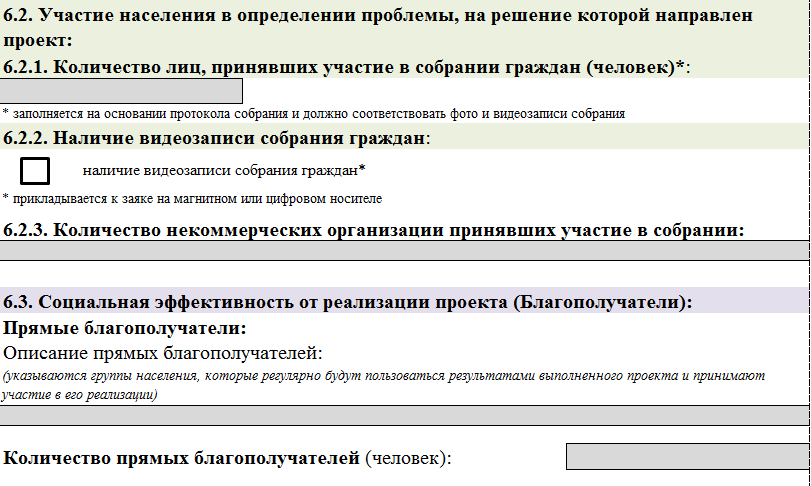 6.2. Участие населения в определении проблемы, на решение которой направлен
проект:
6.2.1. Количество лиц, принявших участие в собрании граждан (человек)*:
* заполняется на основании протокола собрания и должно соответствовать фото и видеозаписи собрания
6.2.2. Наличие видеозаписи собрания граждан:
наличие видеозаписи собрания граждан*
* прикладывается к заяке на магнитном или цифровом носителе
6.2.3. Количество некоммерческих организации принявших участие в собрании:
6.3. Социальная эффективность от реализации проекта (Благополучатели):
Прямые благополучатели:
Описание прямых благополучателей:
(указываются группы населения, которые регулярно будут пользоваться результатами выполненного проекта и принимают
участие в его реализации)
Количество прямых благополучателей (человек):